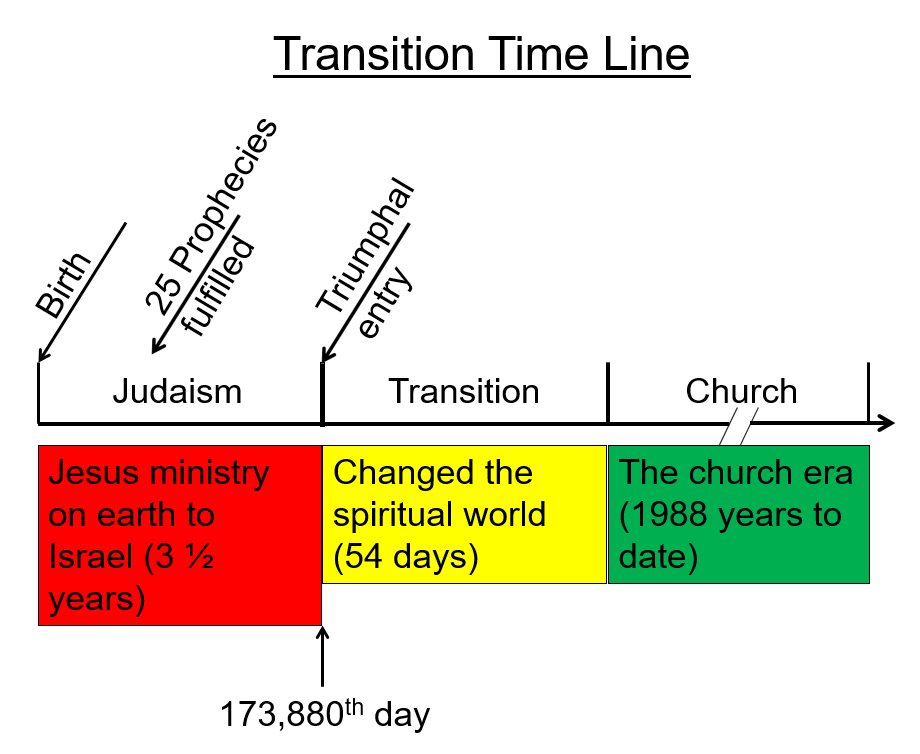 Transition Time Line
Birth
25 Prophecies
fulfilled
Triumphal
entry
Judaism
Transition
Church
Jesus ministry
on earth to
Israel (3 ½
years)
Changed the
spiritual world
(54 days)
The church era
(1988 years to
date)
173,880th day